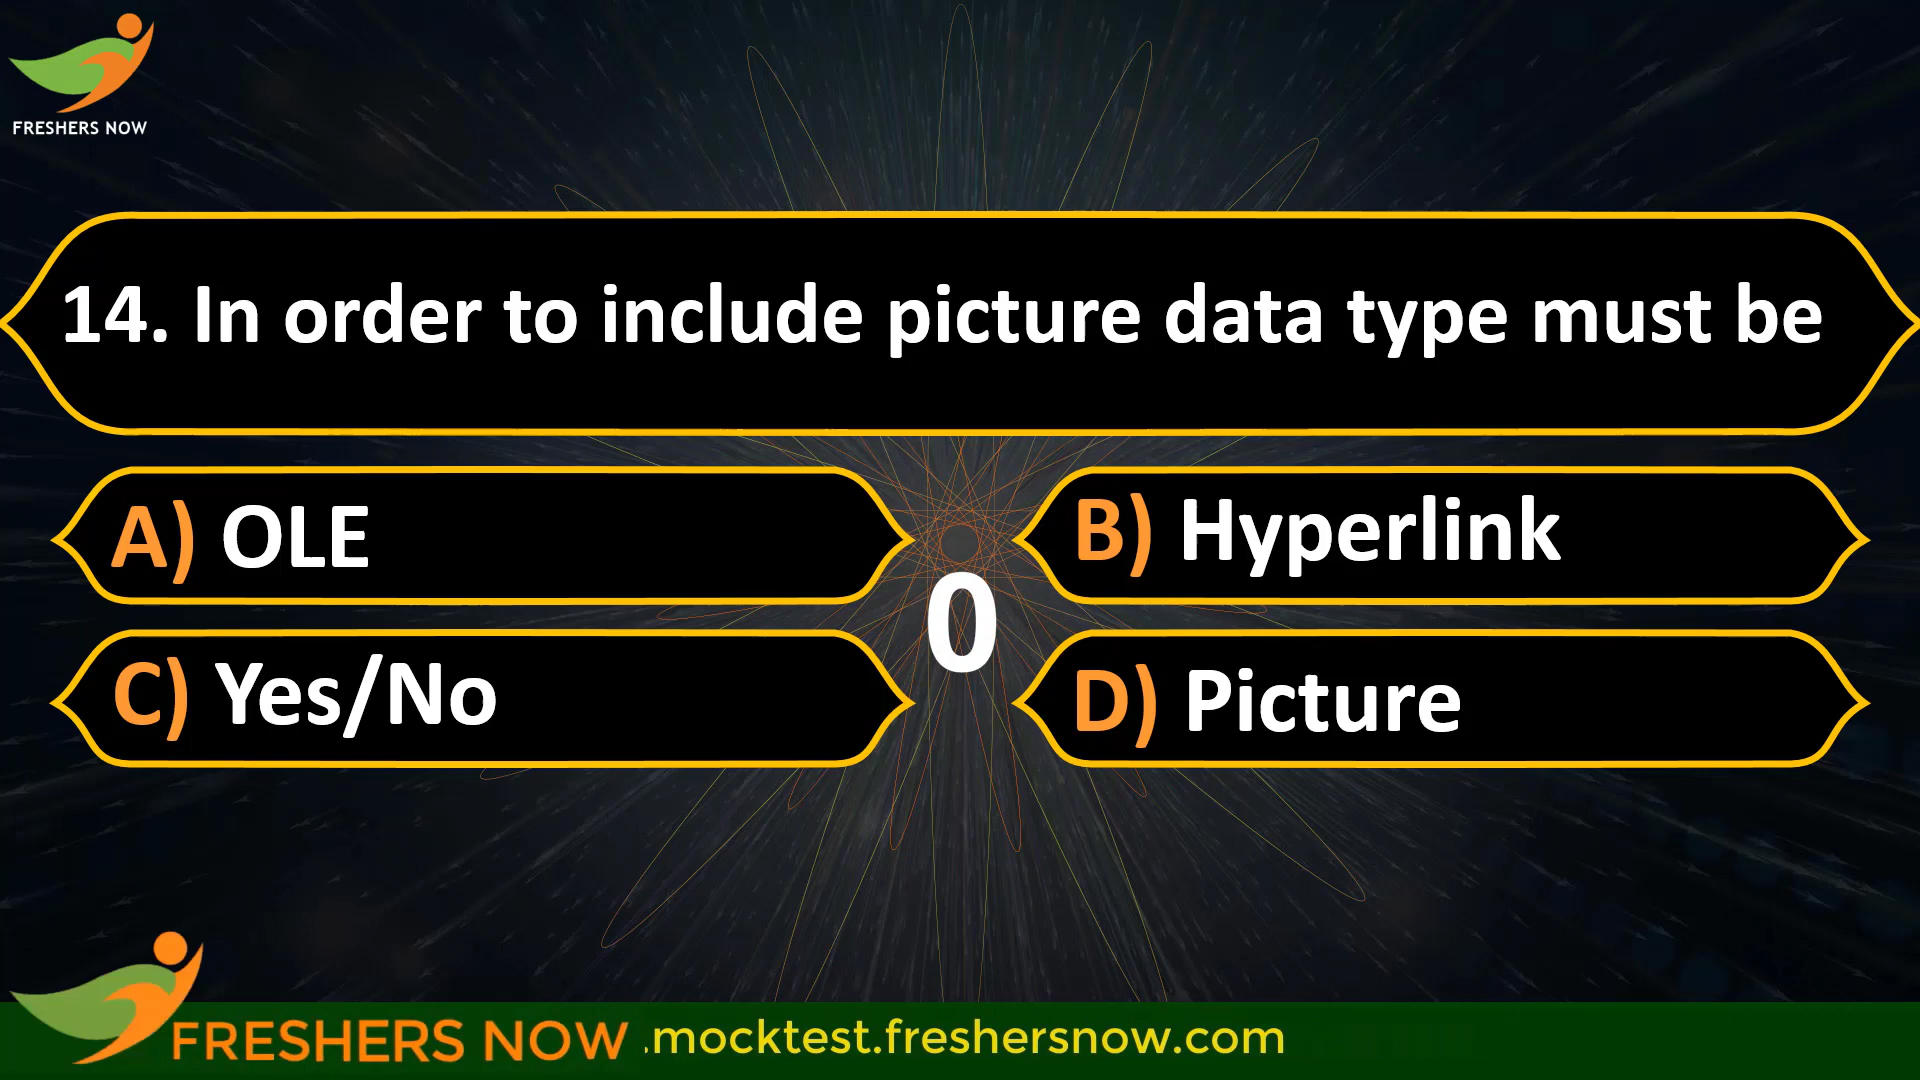 FRESHERS NOW
14. In order to include picture data type must be
A) OLE
B) Hyperlink
0
C) Yes/No
D) Picture
FRESHERS NOW .mocktest.freshersnow.com